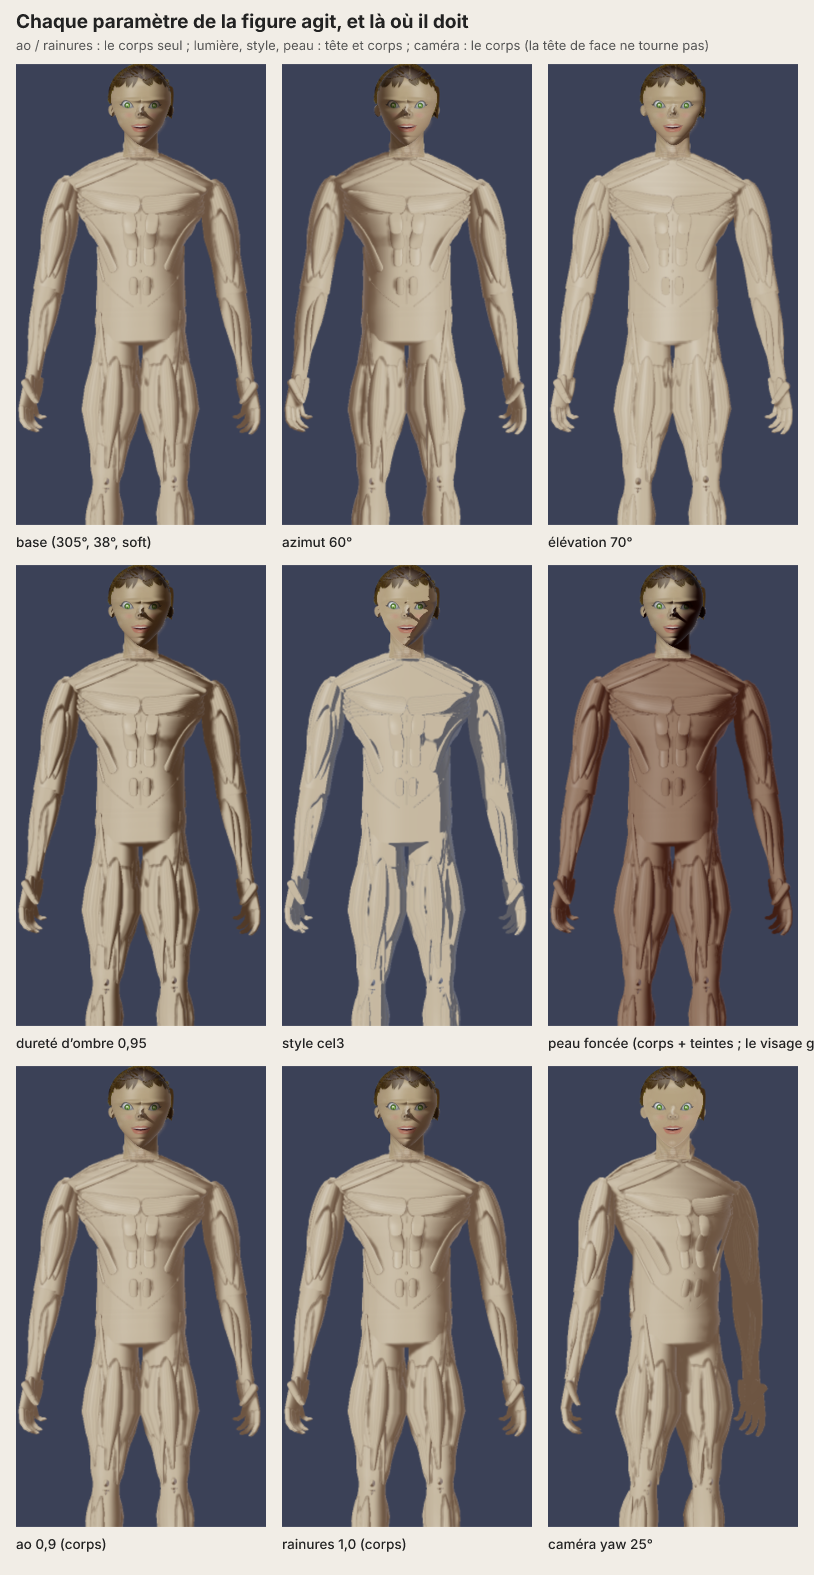 Chaque paramètre de la figure agit, et là où il doit
ao / rainures : le corps seul ; lumière, style, peau : tête et corps ; caméra : le corps (la tête de face ne tourne pas)
base (305°, 38°, soft)
azimut 60°
élévation 70°
dureté d’ombre 0,95
style cel3
peau foncée (corps + teintes ; le visage g
ao 0,9 (corps)
rainures 1,0 (corps)
caméra yaw 25°